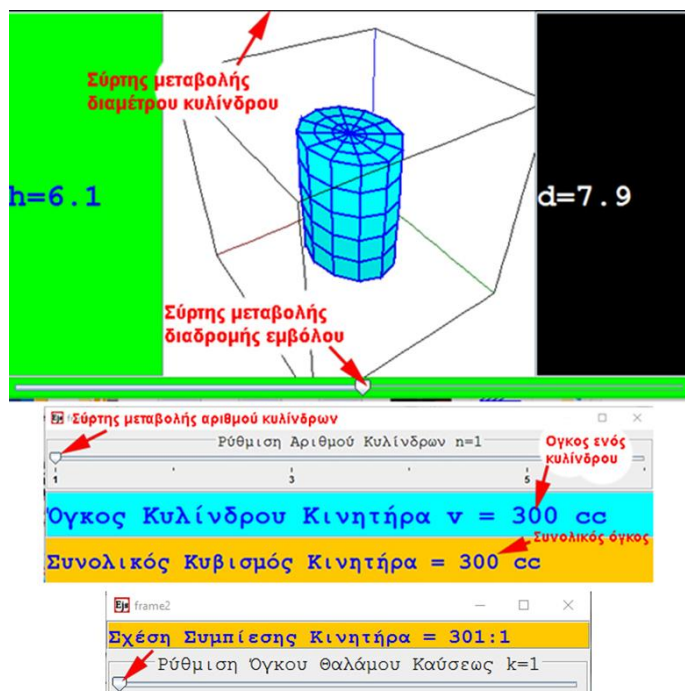 Σύρτης μεταβολής
διαμέτρου κυλίνδρου
h=6.1
d=7.9
Σύρτης μεταβολής
διαδρομής εμβόλου
Σύρτης μεταβολής αριθμού κυλίνδρων
Ρύθμιση Αριθμού Κυλίνδρων n=1
Ογκος ενός
κυλίνδρου
1 3 5
Όγκος Κυλίνδρου Κινητήρα v = 300 cc
Συνολικός όγκος
Συνολικός Κυβισμός Κινητήρα = 300 cc
frame2
Σχέση Συμπίεσης Κινητήρα = 301:1
Ρύθμιση Όγκου Θαλάμου Καύσεως k=1